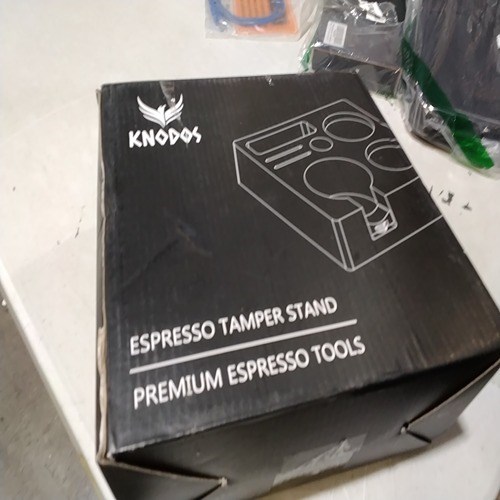 KNODOS
ESPRESSO TAMPER STAND
PREMIUM ESPRESSO TOOLS